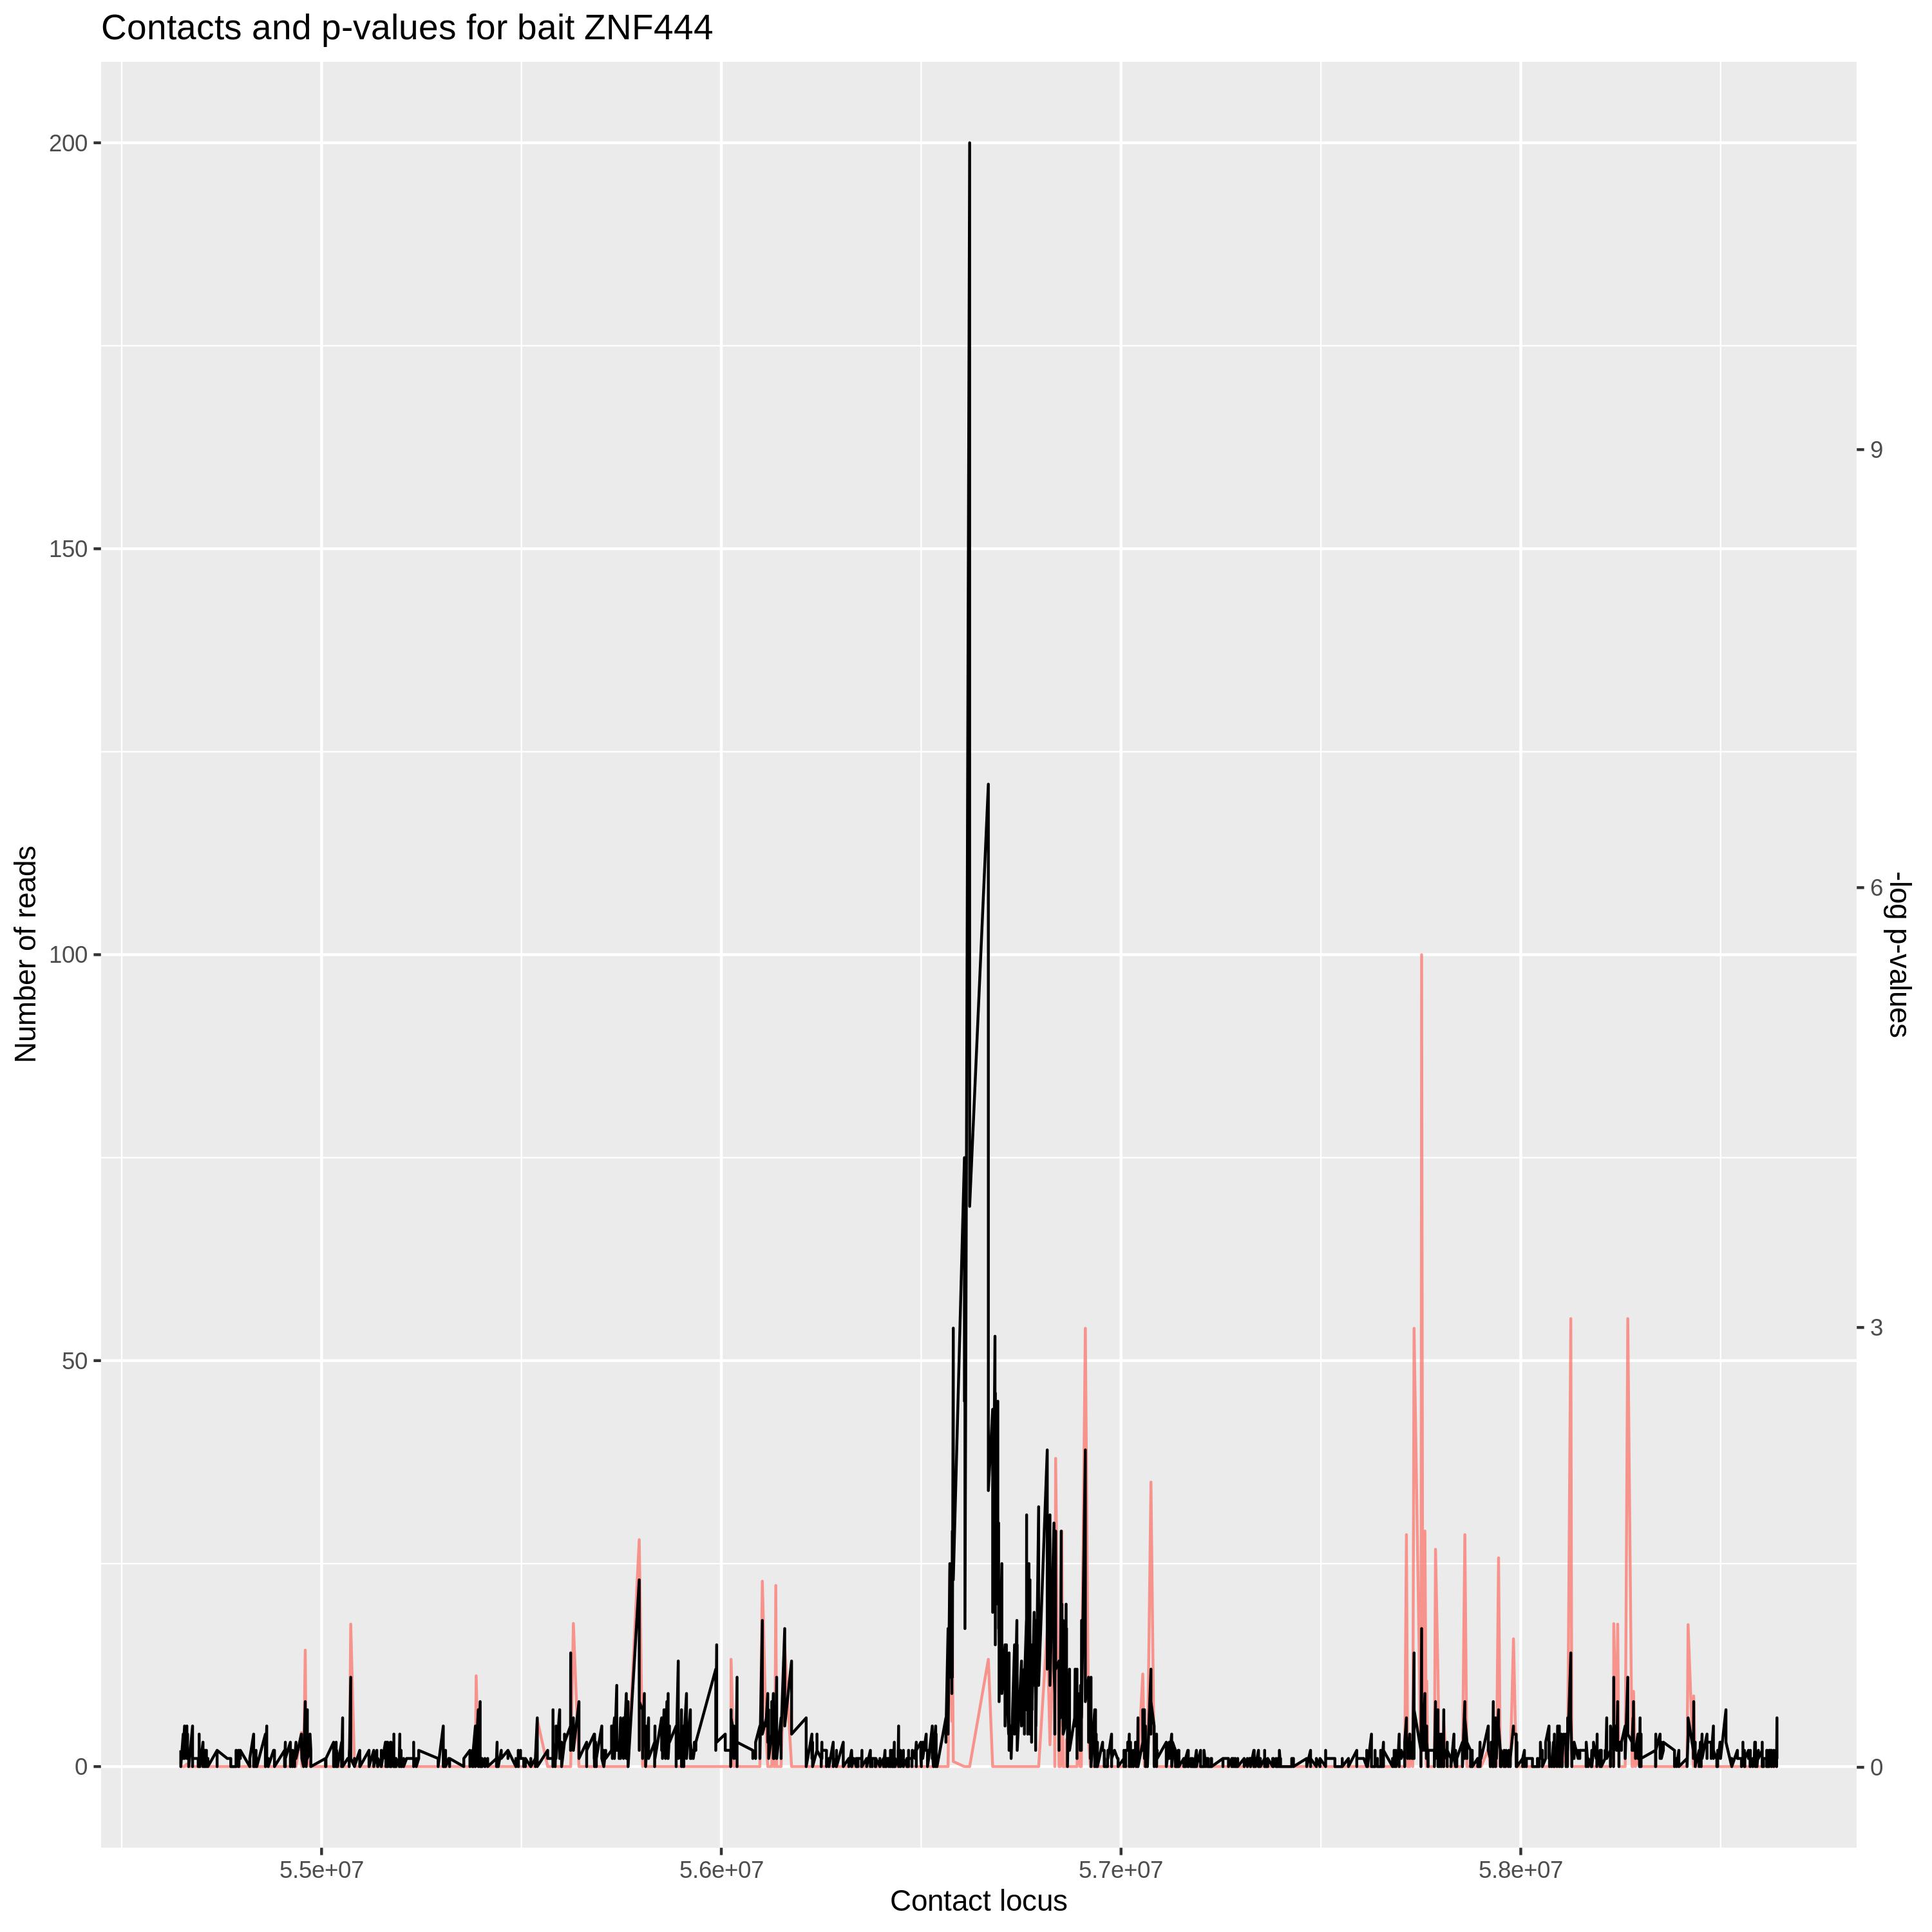 Contacts and p-values for bait ZNF444
200
150
100
50
0
Number of reads
9
6
3
0
-log p-values
5.5e+07 5.6e+07 5.7e+07 5.8e+07
Contact locus